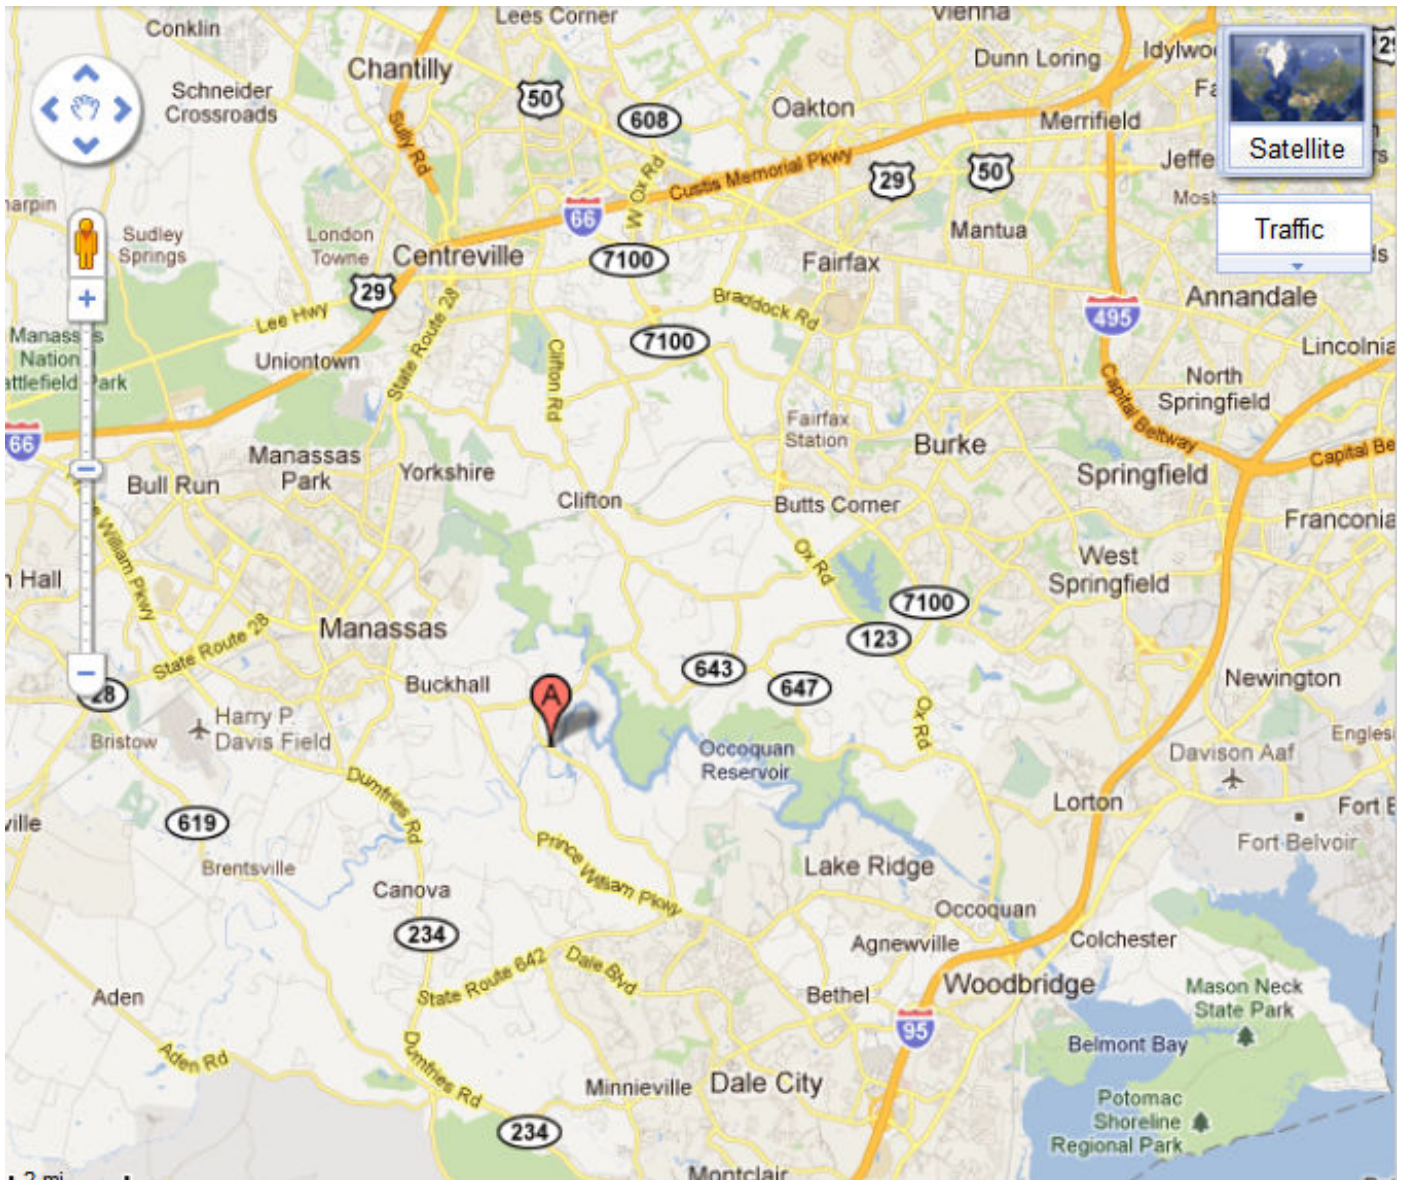 Conklin
Lees Corner
Vienna
Chantilly
Dunn Loring
29
Schneider
Crossroads
50
Oakton
Merrifield
608
Sully Rd
Satellite
W Ox Rd
Custis Memorial Pkwy
29
50
66
Sudley
Springs
London
Towne
Centreville
7100
Fairfax
Mantua
Traffic
29
Lee Hwy
State Route 28
Braddock Rd
495
Annandale
7100
Uniontown
Clifton Rd
North
Springfield
Capital Beltway
66
Manassas
Park
Yorkshire
Fairfax
Station
Burke
Springfield
Bull Run
Clifton
Butts Corner
Ox Rd
West
Springfield
William Pkwy
Hall
7100
Manassas
State Route 28
123
643
647
Newington
Buckhall
A
28
Harry P.
Davis Field
Bristow
Ox Rd
Occoquan
Reservoir
Davison Aaf
Dumfries Rd
Lorton
619
Fort Belvoir
Brentsville
Prince William Pkwy
Lake Ridge
Canova
Occoquan
234
Agnewville
Colchester
State Route 642
Dale Blvd
Aden
Bethel
Woodbridge
Mason Neck
State Park
95
Belmont Bay
Aden Rd
Dumfries Rd
Minnieville
Dale City
Potomac
Shoreline
Regional Park
234
Montclair
2 mi